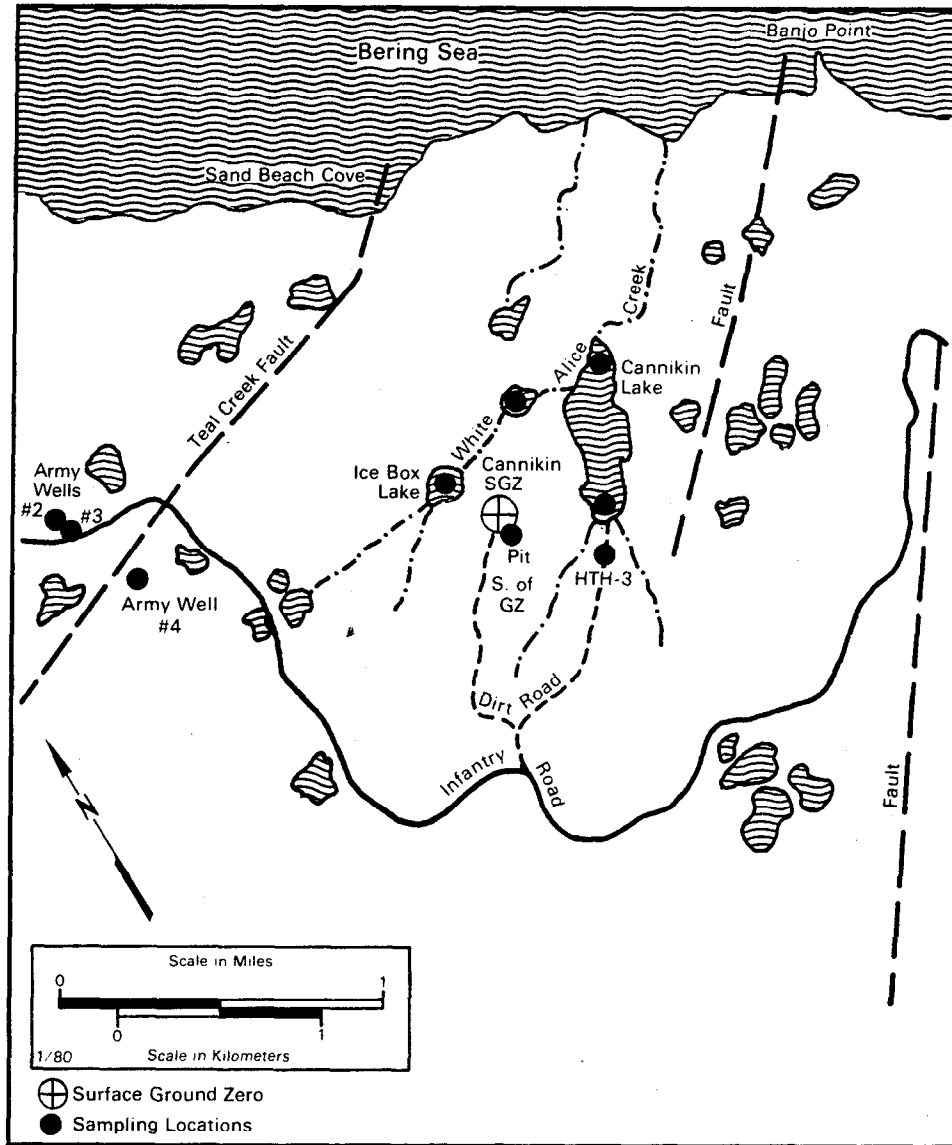 Banjo Point
Bering Sea
Sand Beach Cove
Creek
Fault
Teal Creek Fault
Alice
Cannikin
Lake
White
Army
Wells
#2
#3
Ice Box
Lake
Cannikin
SGZ
Pit
S. of
GZ
HTH-3
Army Well
#4
Dirt Road
Infantry Road
Fault
N
Scale in Miles
0 1
0 1
1/80
Scale in Kilometers
Surface Ground Zero
Sampling Locations